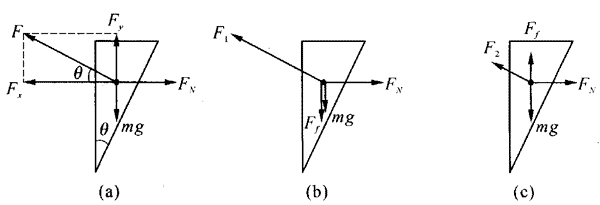 F F_y F_1 F_f
F_2
θ
F_x F_N F_N F_N
mg F_f mg mg
θ
(a) (b) (c)